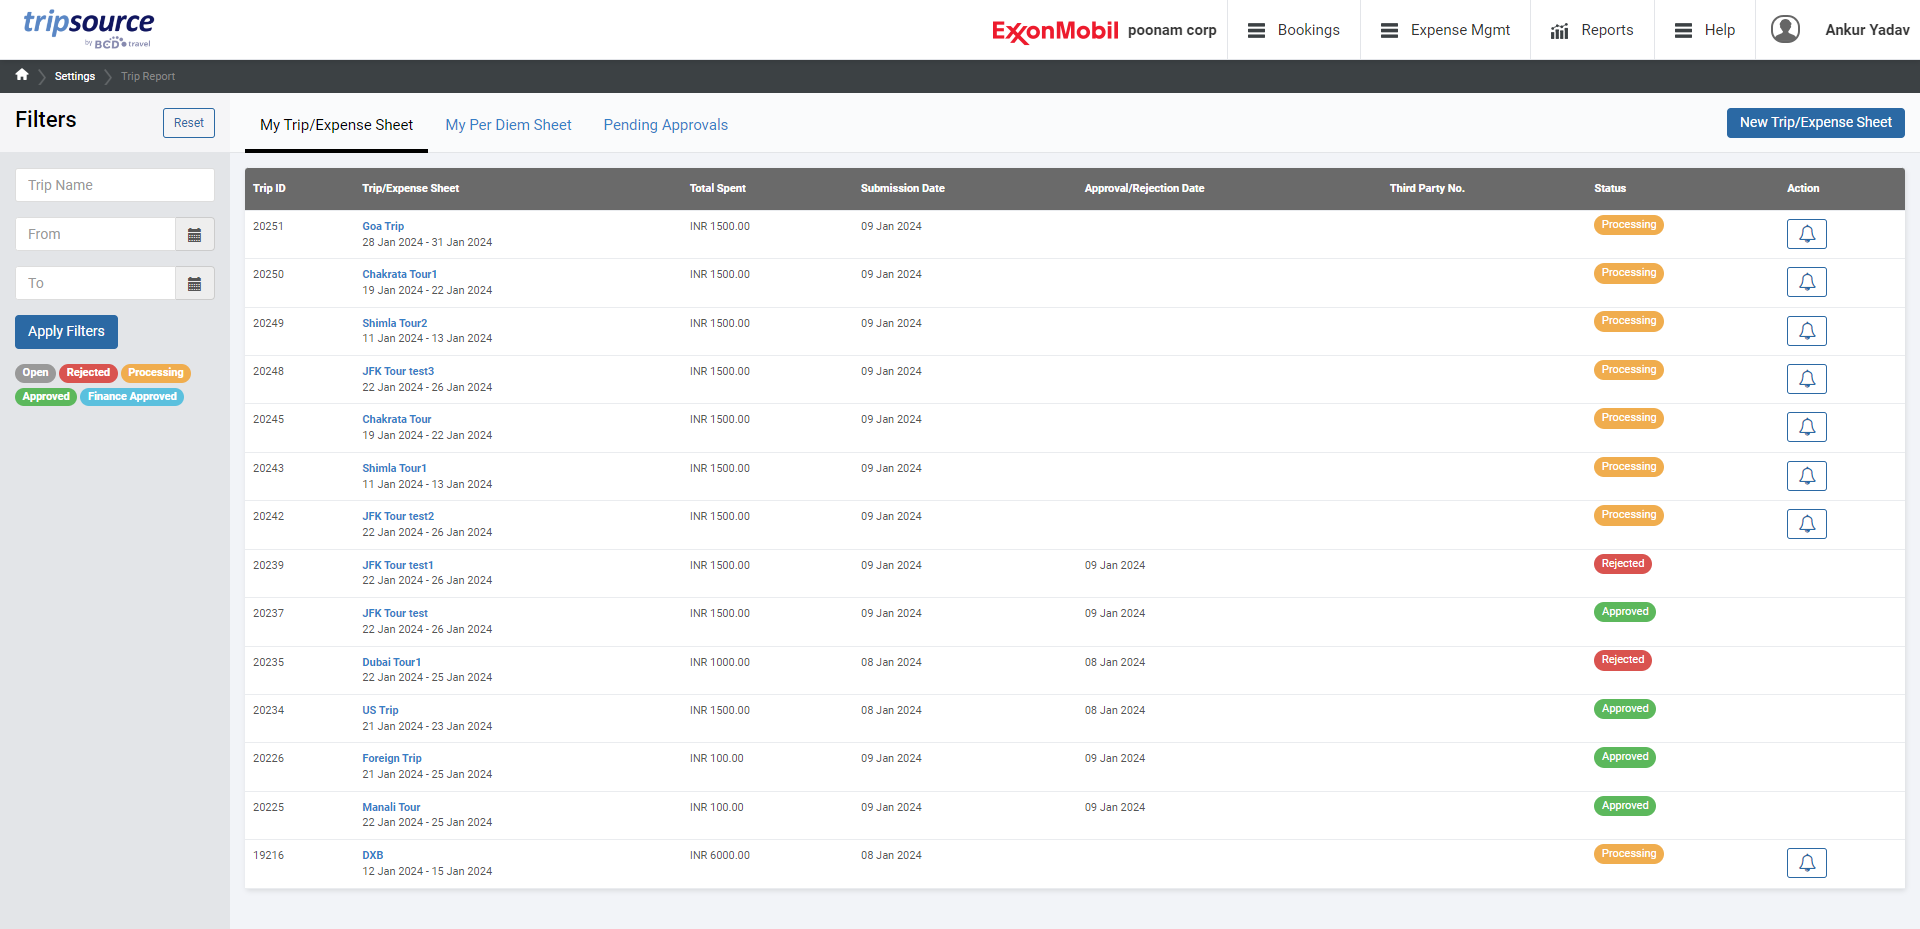 tripsource
by BCD travel
ExxonMobil poonam corp Bookings Expense Mgmt Reports Help Ankur Yadav
Settings Trip Report
Filters Reset
Trip Name
From
To
Apply Filters
Open Rejected Processing
Approved Finance Approved
My Trip/Expense Sheet My Per Diem Sheet Pending Approvals New Trip/Expense Sheet
Trip ID Trip/Expense Sheet Total Spent Submission Date Approval/Rejection Date Third Party No. Status Action
20251 Goa Trip INR 1500.00 09 Jan 2024 Processing
28 Jan 2024 - 31 Jan 2024
20250 Chakrata Tour1 INR 1500.00 09 Jan 2024 Processing
19 Jan 2024 - 22 Jan 2024
20249 Shimla Tour2 INR 1500.00 09 Jan 2024 Processing
11 Jan 2024 - 13 Jan 2024
20248 JFK Tour test3 INR 1500.00 09 Jan 2024 Processing
22 Jan 2024 - 26 Jan 2024
20245 Chakrata Tour INR 1500.00 09 Jan 2024 Processing
19 Jan 2024 - 22 Jan 2024
20243 Shimla Tour1 INR 1500.00 09 Jan 2024 Processing
11 Jan 2024 - 13 Jan 2024
20242 JFK Tour test2 INR 1500.00 09 Jan 2024 Processing
22 Jan 2024 - 26 Jan 2024
20239 JFK Tour test1 INR 1500.00 09 Jan 2024 09 Jan 2024 Rejected
22 Jan 2024 - 26 Jan 2024
20237 JFK Tour test INR 1500.00 09 Jan 2024 09 Jan 2024 Approved
22 Jan 2024 - 26 Jan 2024
20235 Dubai Tour1 INR 1000.00 08 Jan 2024 08 Jan 2024 Rejected
22 Jan 2024 - 25 Jan 2024
20234 US Trip INR 1500.00 08 Jan 2024 08 Jan 2024 Approved
21 Jan 2024 - 23 Jan 2024
20226 Foreign Trip INR 100.00 09 Jan 2024 09 Jan 2024 Approved
21 Jan 2024 - 25 Jan 2024
20225 Manali Tour INR 100.00 09 Jan 2024 09 Jan 2024 Approved
22 Jan 2024 - 25 Jan 2024
19216 DXB INR 6000.00 08 Jan 2024 Processing
12 Jan 2024 - 15 Jan 2024